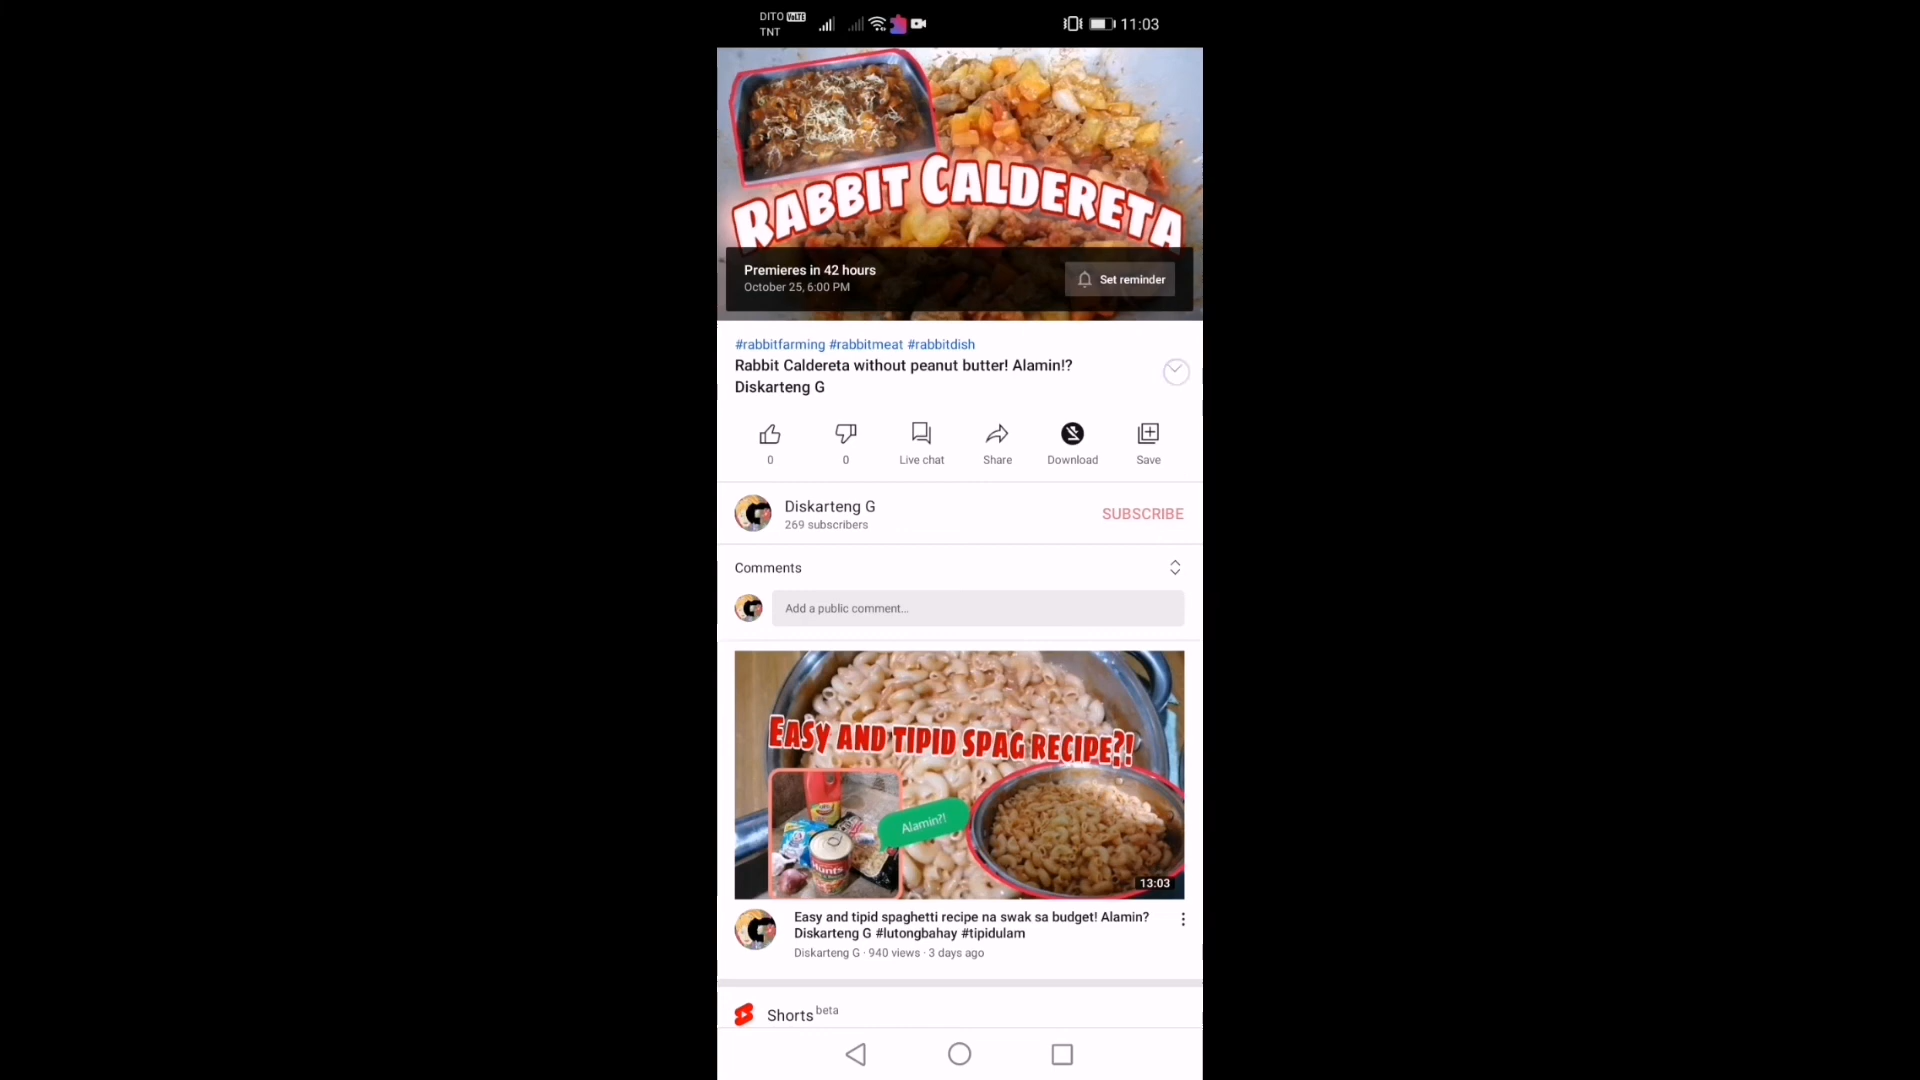 DITO VoLTE
TNT
11:03
RABBIT CALDERETA
Premieres in 42 hours
October 25, 6:00 PM
Set reminder
#rabbitfarming #rabbitmeat #rabbitdish
Rabbit Caldereta without peanut butter! Alamin!?
Diskarteng G
0
0
Live chat
Share
Download
Save
Diskarteng G
269 subscribers
SUBSCRIBE
Comments
Add a public comment...
EASY AND TIPID SPAG RECIPE?!
Alamin?!
Hunts
13:03
Easy and tipid spaghetti recipe na swak sa budget! Alamin?
Diskarteng G #lutongbahay #tipidulam
Diskarteng G · 940 views · 3 days ago
Shorts beta